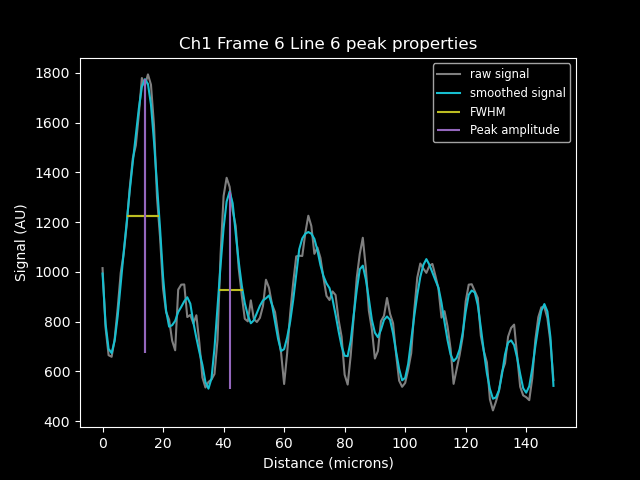 Ch1 Frame 6 Line 6 peak properties
raw signal
smoothed signal
FWHM
Peak amplitude
Signal (AU)
1800
1600
1400
1200
1000
800
600
400
0 20 40 60 80 100 120 140
Distance (microns)